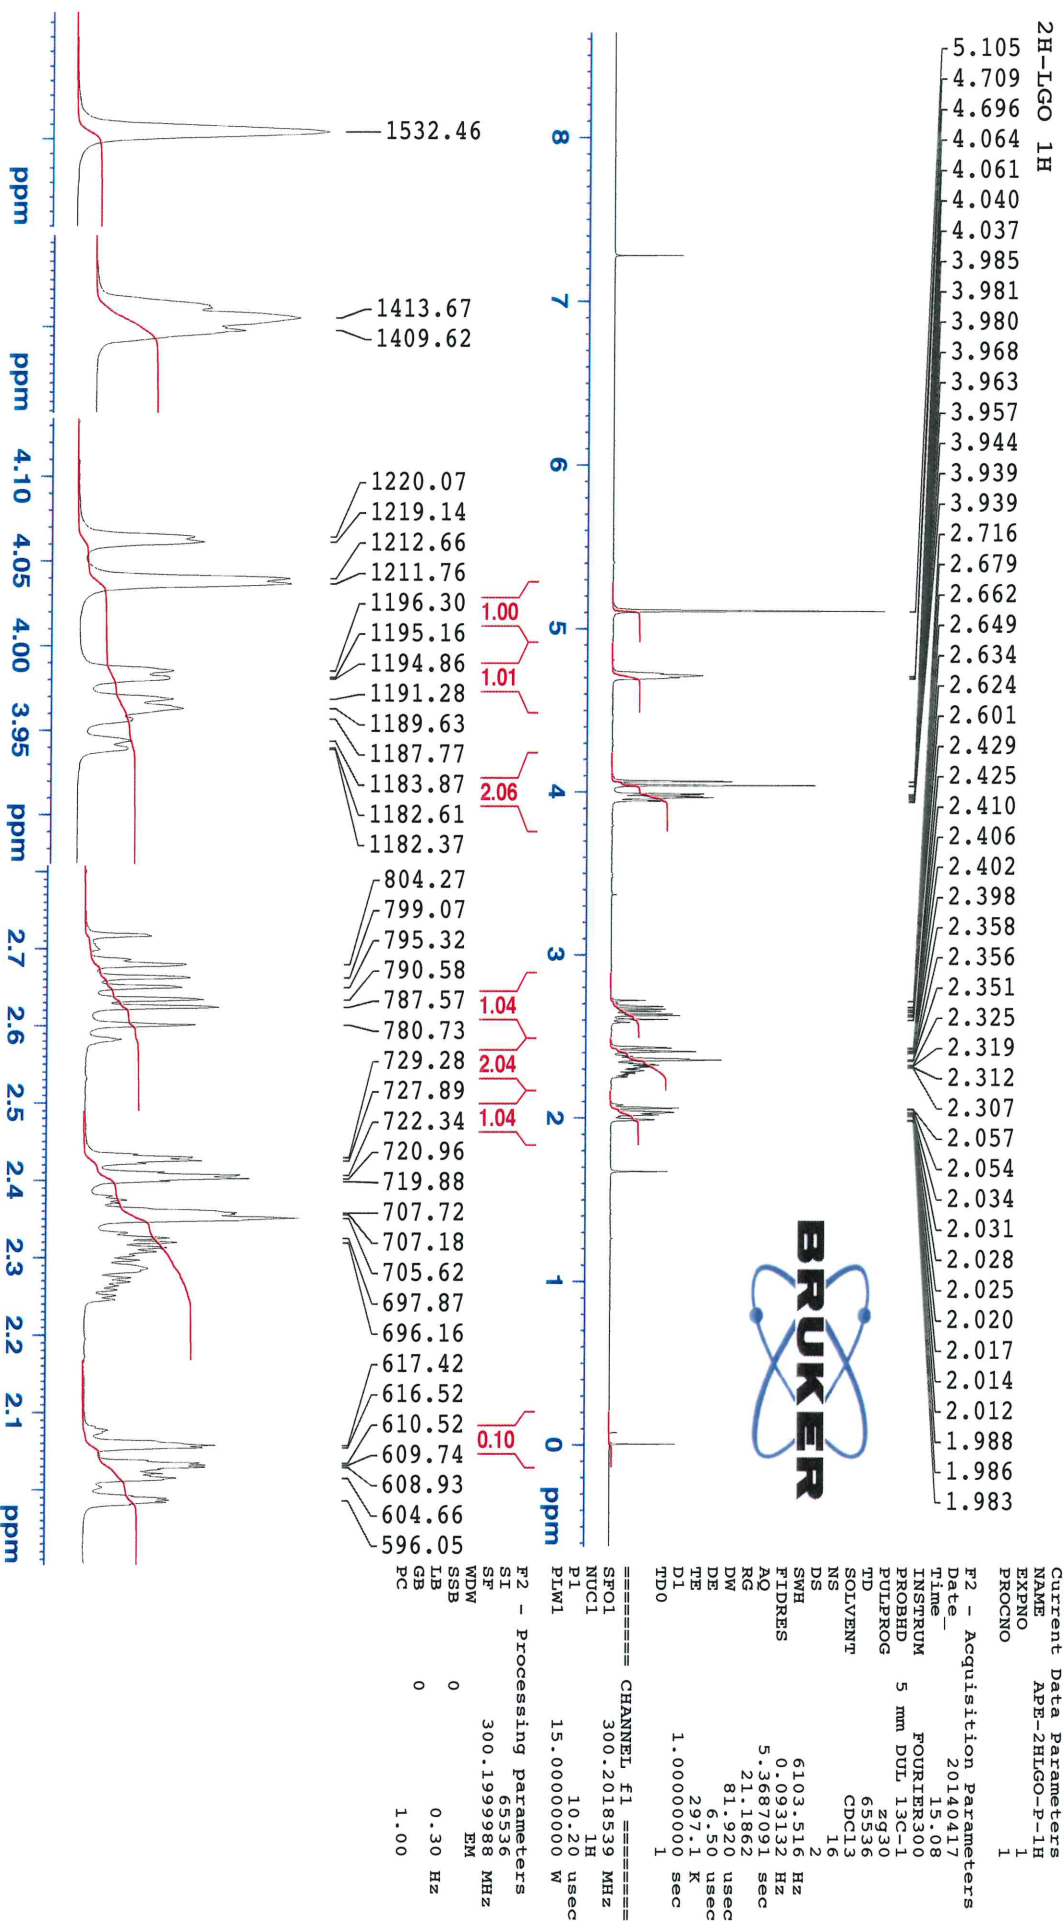 2H-LGO 1H
5.105
4.709
4.696
4.064
4.061
4.040
4.037
3.985
3.981
3.980
3.968
3.963
3.957
3.944
3.939
3.939
2.716
2.679
2.662
2.649
2.634
2.624
2.601
2.429
2.425
2.410
2.406
2.402
2.398
2.358
2.356
2.351
2.325
2.319
2.312
2.307
2.057
2.054
2.034
2.031
2.028
2.025
2.020
2.017
2.014
2.012
1.988
1.986
1.983
BRUKER
8 7 6 5 4 3 2 1 0 ppm
1.00
1.01
2.06
1.04
2.04
1.04
0.10
1532.46
1413.67
1409.62
1220.07
1219.14
1212.66
1211.76
1196.30
1195.16
1194.86
1191.28
1189.63
1187.77
1183.87
1182.61
1182.37
804.27
799.07
795.32
790.58
787.57
780.73
729.28
727.89
722.34
720.96
719.88
707.72
707.18
705.62
697.87
696.16
617.42
616.52
610.52
609.74
608.93
604.66
596.05
ppm
ppm
4.10 4.05 4.00 3.95 ppm
2.7 2.6 2.5 2.4 2.3 2.2 2.1 ppm
Current Data Parameters
NAME APE-2HLGO-P-1H
EXPNO 1
PROCNO 1
F2 - Acquisition Parameters
Date_ 20140417
Time 15.08
INSTRUM FOURIER300
PROBHD 5 mm DUL 13C-1
PULPROG zg30
TD 65536
SOLVENT CDCl3
NS 16
DS 2
SWH 6103.516 Hz
FIDRES 0.093132 Hz
AQ 5.3687091 sec
RG 21.1862
DW 81.920 usec
DE 6.50 usec
TE 297.1 K
D1 1.00000000 sec
TD0 1
======== CHANNEL f1 ========
SFO1 300.2018539 MHz
NUC1 1H
P1 10.20 usec
PLW1 15.00000000 W
F2 - Processing parameters
SI 65536
SF 300.1999988 MHz
WDW EM
SSB 0
LB 0.30 Hz
GB 0
PC 1.00